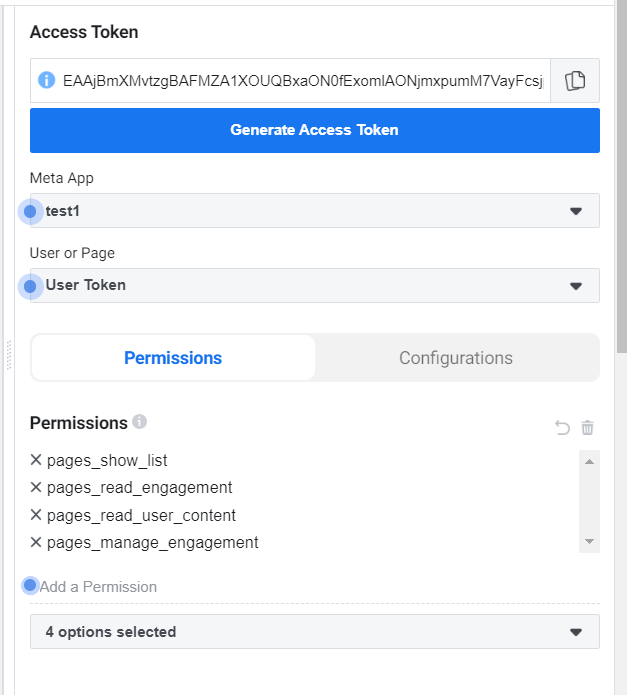 Access Token
EAAjBmXMvtzgBAFMZA1XOUQBxaON0fExomIAONjmxpumM7VayFcsj
Generate Access Token
Meta App
test1
User or Page
User Token
Permissions Configurations
Permissions
pages_show_list
pages_read_engagement
pages_read_user_content
pages_manage_engagement
Add a Permission
4 options selected